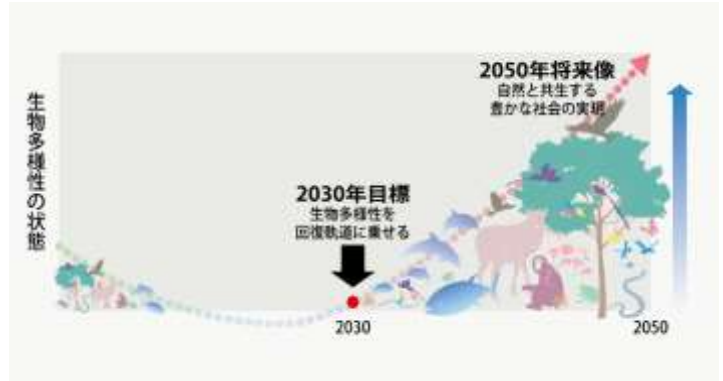 2050年将来像
自然と共生する
豊かな社会の実現
生物多様性の状態
2030年目標
生物多様性を
回復軌道に乗せる
2030
2050